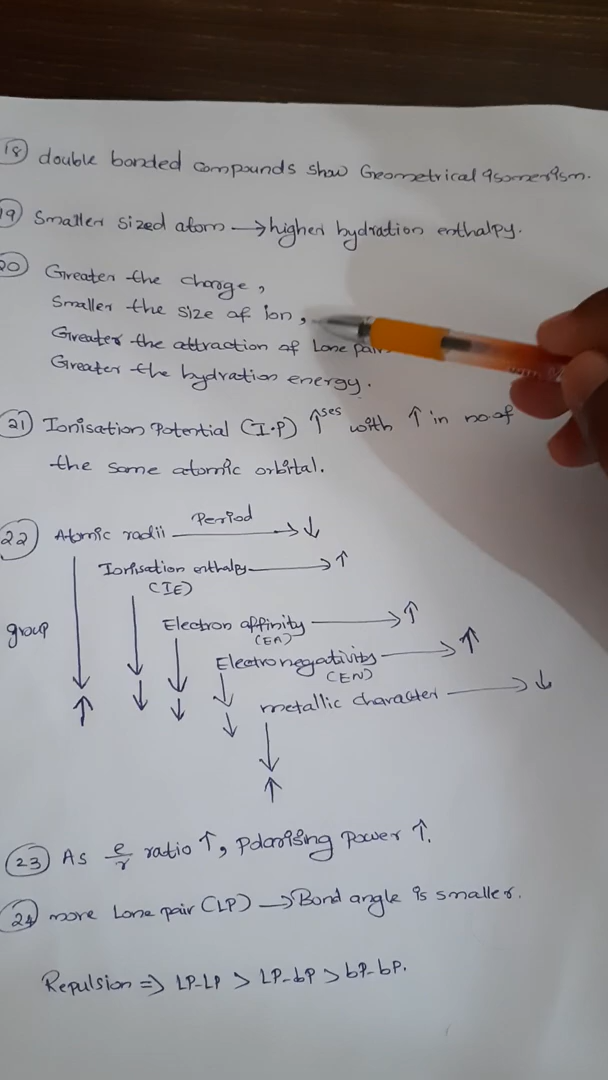 18 double bonded compounds show Geometrical isomerism.
19 Smaller sized atom → higher hydration enthalpy.
20 Greater the charge,
Smaller the size of ion,
Greater the attraction of Lone pair
Greater the hydration energy.
21 Ionisation Potential (I.P) ↑ses with ↑ in no. of
the same atomic orbital.
22 Atomic radii Period → ↓
Ionisation enthalpy → ↑
(IE)
group
Electron affinity → ↑
(EA)
Electronegativity → ↑
(EN)
metallic character → ↓
↓ ↓ ↓ ↓ ↓
↑ ↓ ↓ ↓ ↑
23 As e/r ratio ↑, Polarising Power ↑.
24 more Lone pair (LP) → Bond angle is smaller.
Repulsion ⇒ LP-LP > LP-bP > bP-bP.